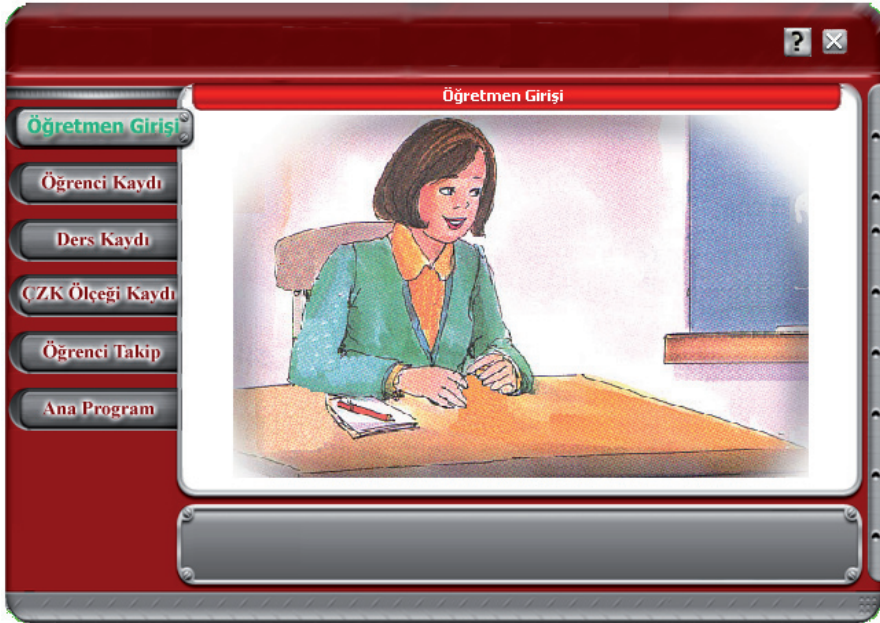 ?
Öğretmen Girişi
Öğretmen Girişi
Öğrenci Kaydı
Ders Kaydı
ÇZK Ölçeği Kaydı
Öğrenci Takip
Ana Program